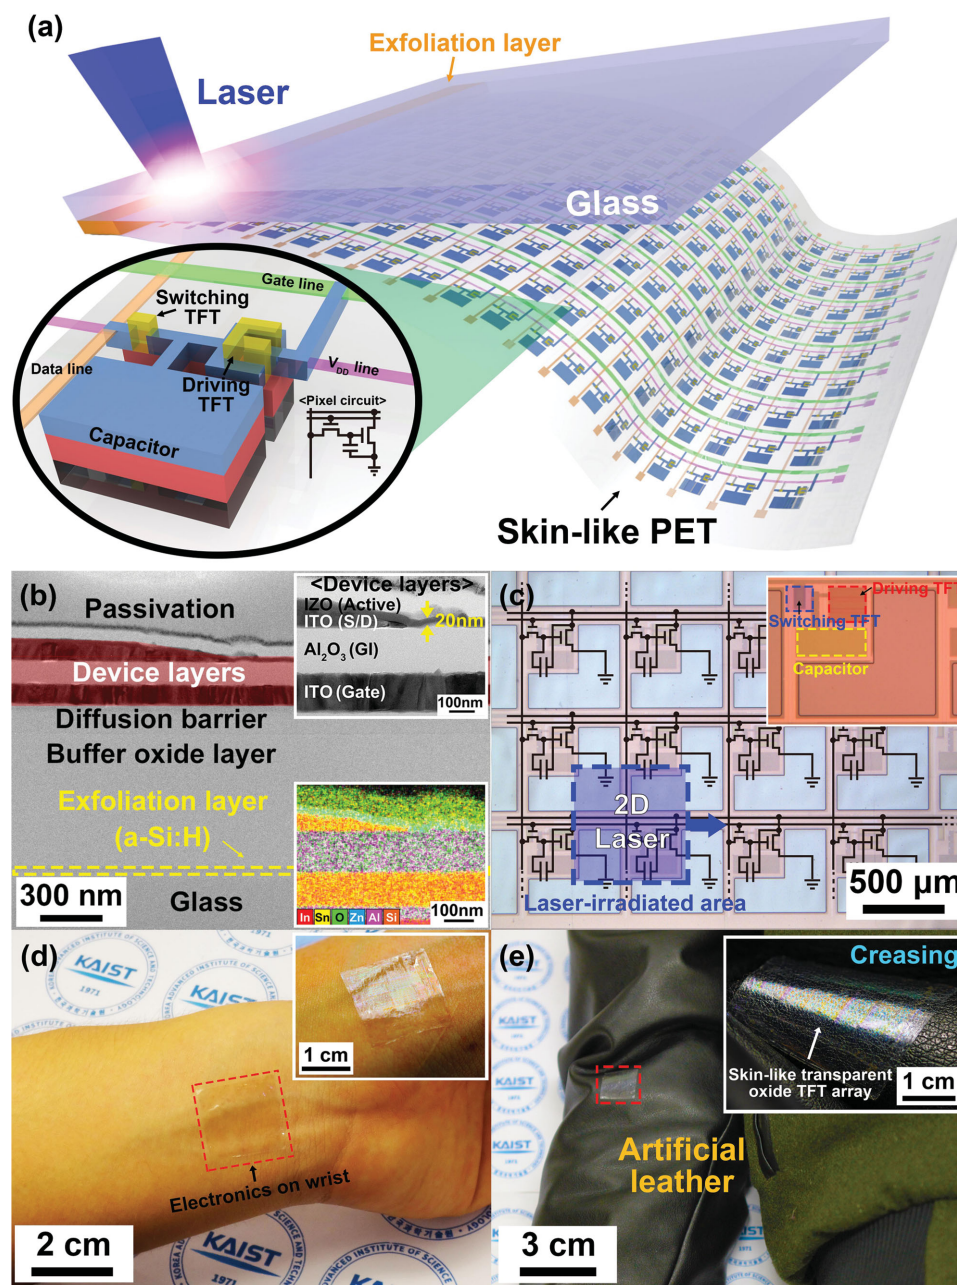 (a)
Exfoliation layer
Laser
Glass
Gate line
Switching
TFT
Data line
Driving
TFT
V_DD line
<Pixel circuit>
Capacitor
Skin-like PET
(b)
Passivation
Device layers
Diffusion barrier
Buffer oxide layer
Exfoliation layer
(a-Si:H)
Glass
300 nm
<Device layers>
IZO (Active)
ITO (S/D)
20nm
Al₂O₃ (GI)
ITO (Gate)
100nm
In Sn O Zn Al Si
100nm
(c)
Driving TF
Switching TFT
Capacitor
2D
Laser
Laser-irradiated area
500 μm
(d)
KAIST
1971
KAIST
KAIST
1971
1 cm
Electronics on wrist
2 cm
(e)
KAIST
Creasing
Skin-like transparent
oxide TFT array
1 cm
Artificial
leather
3 cm